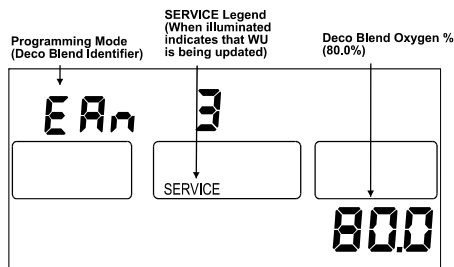 Programming Mode
(Deco Blend Identifier)
SERVICE Legend
(When illuminated
indicates that WU
is being updated)
Deco Blend Oxygen %
(80.0%)
EAn 3
SERVICE
80.0